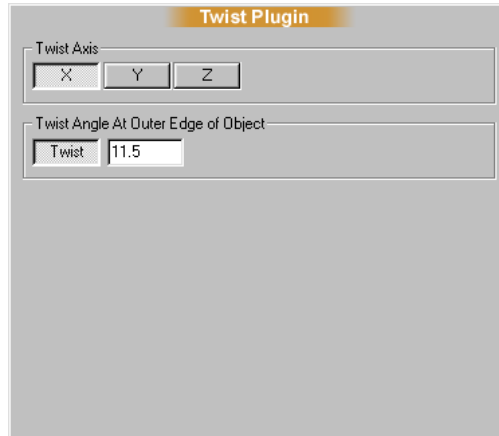 Twist Plugin
Twist Axis
X Y Z
Twist Angle At Outer Edge of Object
Twist 11.5